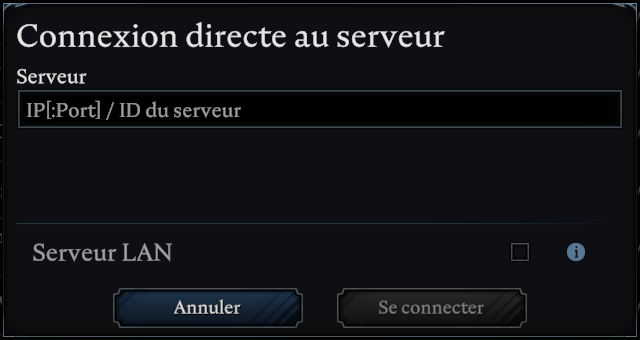 Connexion directe au serveur
Serveur
IP[:Port] / ID du serveur
Serveur LAN
i
Annuler
Se connecter